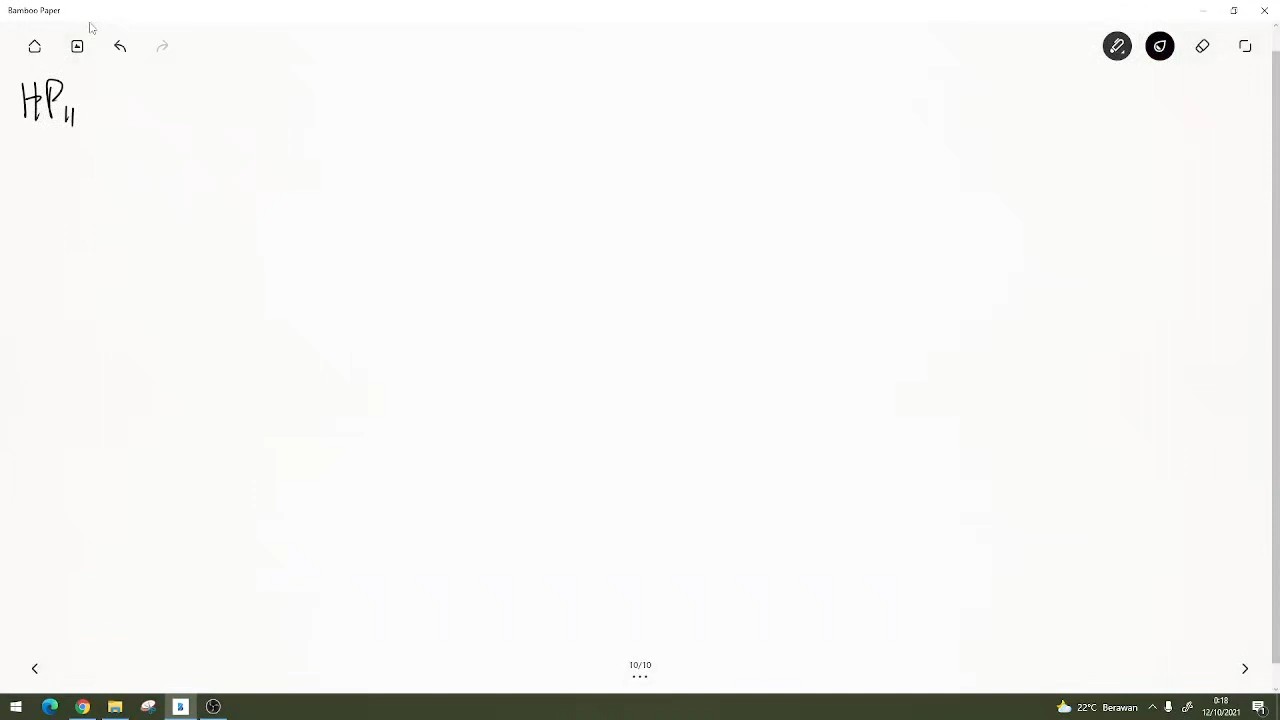 Bamboo Paper
HP11
10/10
22°C Berawan
0:18
12/10/2021